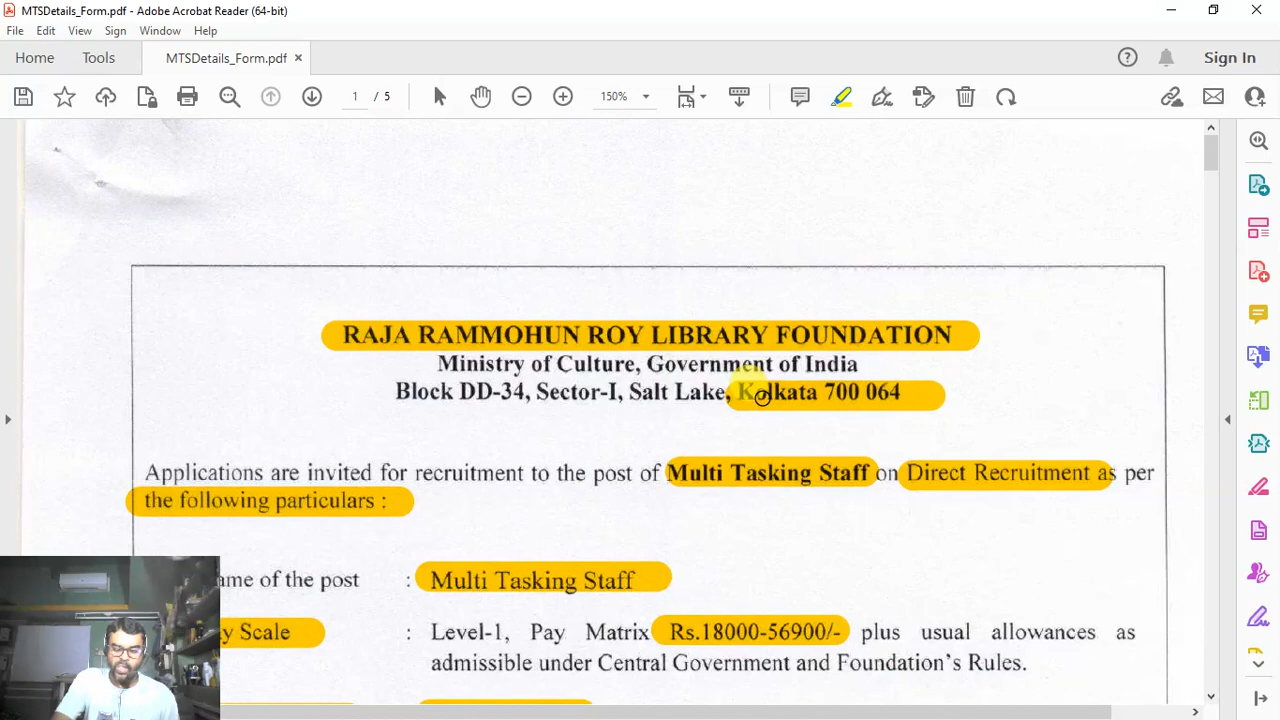 MTSDetails_Form.pdf - Adobe Acrobat Reader (64-bit)
File Edit View Sign Window Help
Home Tools MTSDetails_Form.pdf Sign In
1 / 5 150%
RAJA RAMMOHUN ROY LIBRARY FOUNDATION
Ministry of Culture, Government of India
Block DD-34, Sector-I, Salt Lake, Kolkata 700 064
Applications are invited for recruitment to the post of Multi Tasking Staff on Direct Recruitment as per
the following particulars :
ame of the post : Multi Tasking Staff
y Scale : Level-1, Pay Matrix Rs.18000-56900/- plus usual allowances as
admissible under Central Government and Foundation's Rules.